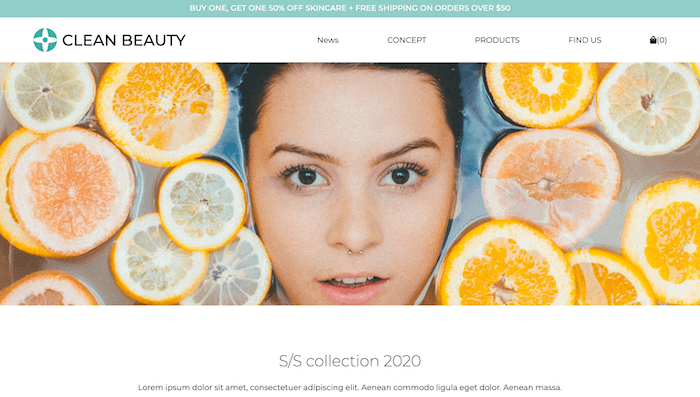 BUY ONE, GET ONE 50% OFF SKINCARE + FREE SHIPPING ON ORDERS OVER $50
CLEAN BEAUTY News CONCEPT PRODUCTS FIND US (0)
S/S collection 2020
Lorem ipsum dolor sit amet, consectetuer adipiscing elit. Aenean commodo ligula eget dolor. Aenean massa.